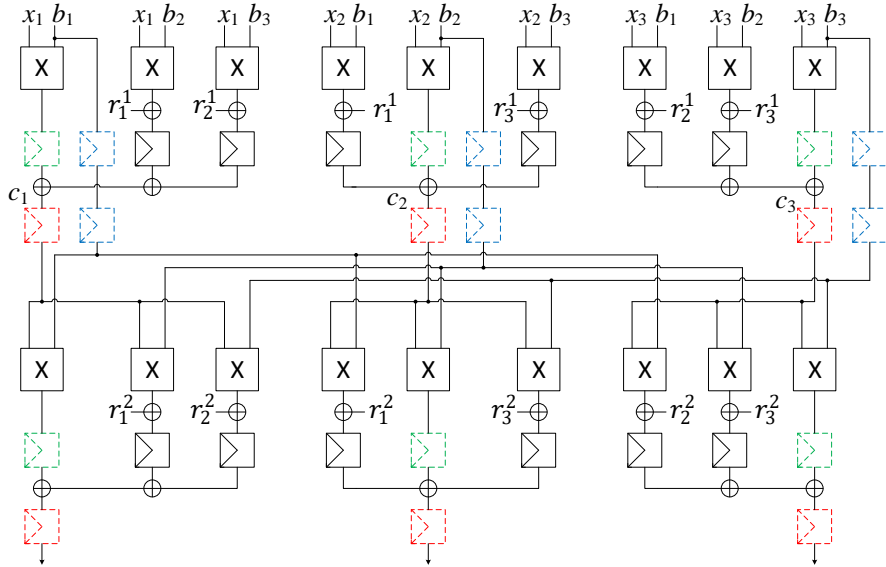 x₁ b₁ x₁ b₂ x₁ b₃ x₂ b₁ x₂ b₂ x₂ b₃ x₃ b₁ x₃ b₂ x₃ b₃
X X X X X X X X X
r₁¹ r₂¹ r₁¹ r₃¹ r₂¹ r₃¹
c₁ c₂ c₃
X X X X X X X X X
r₁² r₂² r₁² r₃² r₂² r₃²